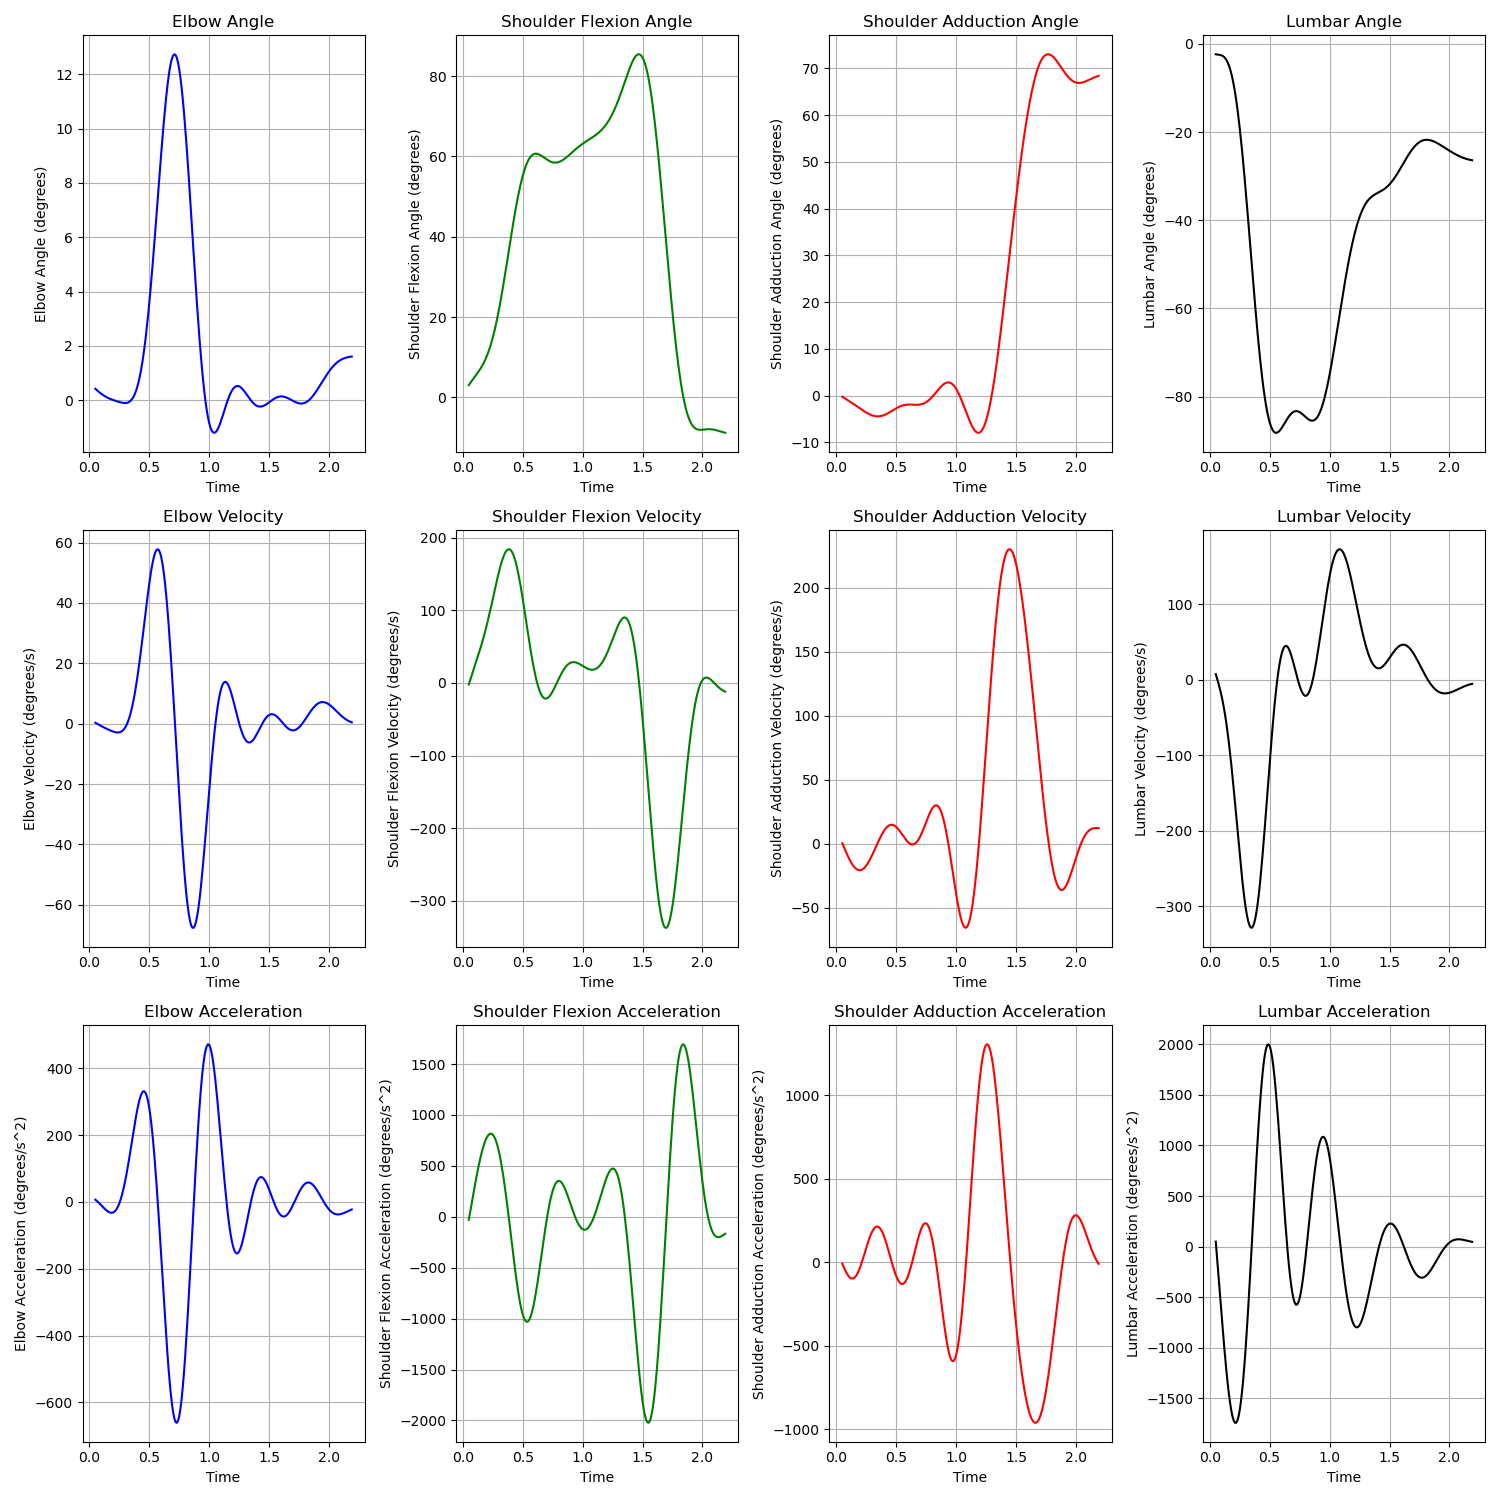 Elbow Angle
Elbow Angle (degrees)
12
10
8
6
4
2
0
0.0 0.5 1.0 1.5 2.0
Time
Shoulder Flexion Angle
Shoulder Flexion Angle (degrees)
80
60
40
20
0
0.0 0.5 1.0 1.5 2.0
Time
Shoulder Adduction Angle
Shoulder Adduction Angle (degrees)
70
60
50
40
30
20
10
0
−10
0.0 0.5 1.0 1.5 2.0
Time
Lumbar Angle
Lumbar Angle (degrees)
0
−20
−40
−60
−80
0.0 0.5 1.0 1.5 2.0
Time
Elbow Velocity
Elbow Velocity (degrees/s)
60
40
20
0
−20
−40
−60
0.0 0.5 1.0 1.5 2.0
Time
Shoulder Flexion Velocity
Shoulder Flexion Velocity (degrees/s)
200
100
0
−100
−200
−300
0.0 0.5 1.0 1.5 2.0
Time
Shoulder Adduction Velocity
Shoulder Adduction Velocity (degrees/s)
200
150
100
50
0
−50
0.0 0.5 1.0 1.5 2.0
Time
Lumbar Velocity
Lumbar Velocity (degrees/s)
100
0
−100
−200
−300
0.0 0.5 1.0 1.5 2.0
Time
Elbow Acceleration
Elbow Acceleration (degrees/s^2)
400
200
0
−200
−400
−600
0.0 0.5 1.0 1.5 2.0
Time
Shoulder Flexion Acceleration
Shoulder Flexion Acceleration (degrees/s^2)
1500
1000
500
0
−500
−1000
−1500
−2000
0.0 0.5 1.0 1.5 2.0
Time
Shoulder Adduction Acceleration
Shoulder Adduction Acceleration (degrees/s^2)
1000
500
0
−500
−1000
0.0 0.5 1.0 1.5 2.0
Time
Lumbar Acceleration
Lumbar Acceleration (degrees/s^2)
2000
1500
1000
500
0
−500
−1000
−1500
0.0 0.5 1.0 1.5 2.0
Time